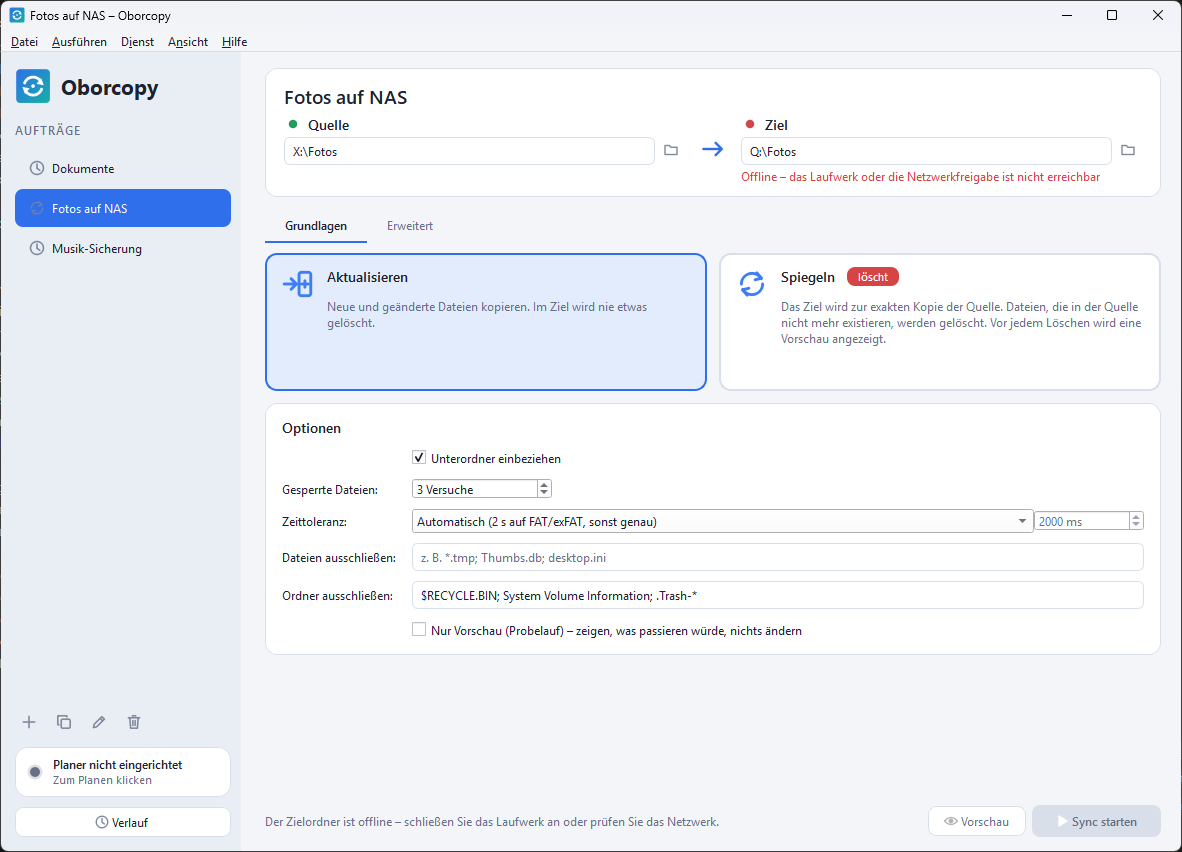 Fotos auf NAS – Oborcopy
Datei Ausführen Dienst Ansicht Hilfe
Oborcopy
AUFTRÄGE
Dokumente
Fotos auf NAS
Musik-Sicherung
Planer nicht eingerichtet
Zum Planen klicken
Verlauf
Fotos auf NAS
Quelle
X:\Fotos
Ziel
Q:\Fotos
Offline – das Laufwerk oder die Netzwerkfreigabe ist nicht erreichbar
Grundlagen Erweitert
Aktualisieren
Neue und geänderte Dateien kopieren. Im Ziel wird nie etwas
gelöscht.
Spiegeln löscht
Das Ziel wird zur exakten Kopie der Quelle. Dateien, die in der Quelle
nicht mehr existieren, werden gelöscht. Vor jedem Löschen wird eine
Vorschau angezeigt.
Optionen
Unterordner einbeziehen
Gesperrte Dateien: 3 Versuche
Zeittoleranz: Automatisch (2 s auf FAT/exFAT, sonst genau) 2000 ms
Dateien ausschließen: z. B. *.tmp; Thumbs.db; desktop.ini
Ordner ausschließen: $RECYCLE.BIN; System Volume Information; .Trash-*
Nur Vorschau (Probelauf) – zeigen, was passieren würde, nichts ändern
Der Zielordner ist offline – schließen Sie das Laufwerk an oder prüfen Sie das Netzwerk.
Vorschau
Sync starten